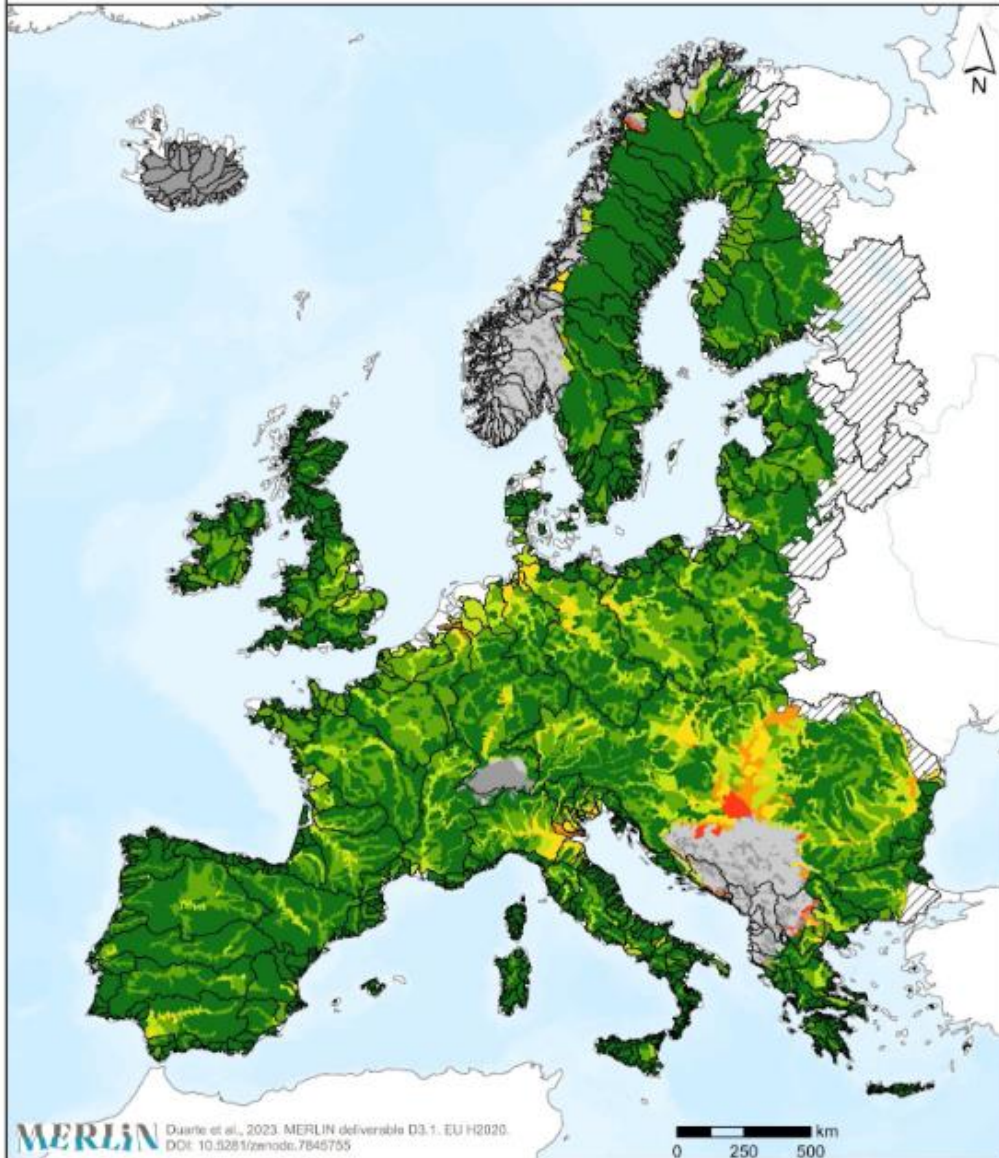 N
MERLIN
Duarte et al., 2023. MERLIN deliverable D3.1. EU H2020.
DOI: 10.5281/zenodo.7845755
km
0 250 500